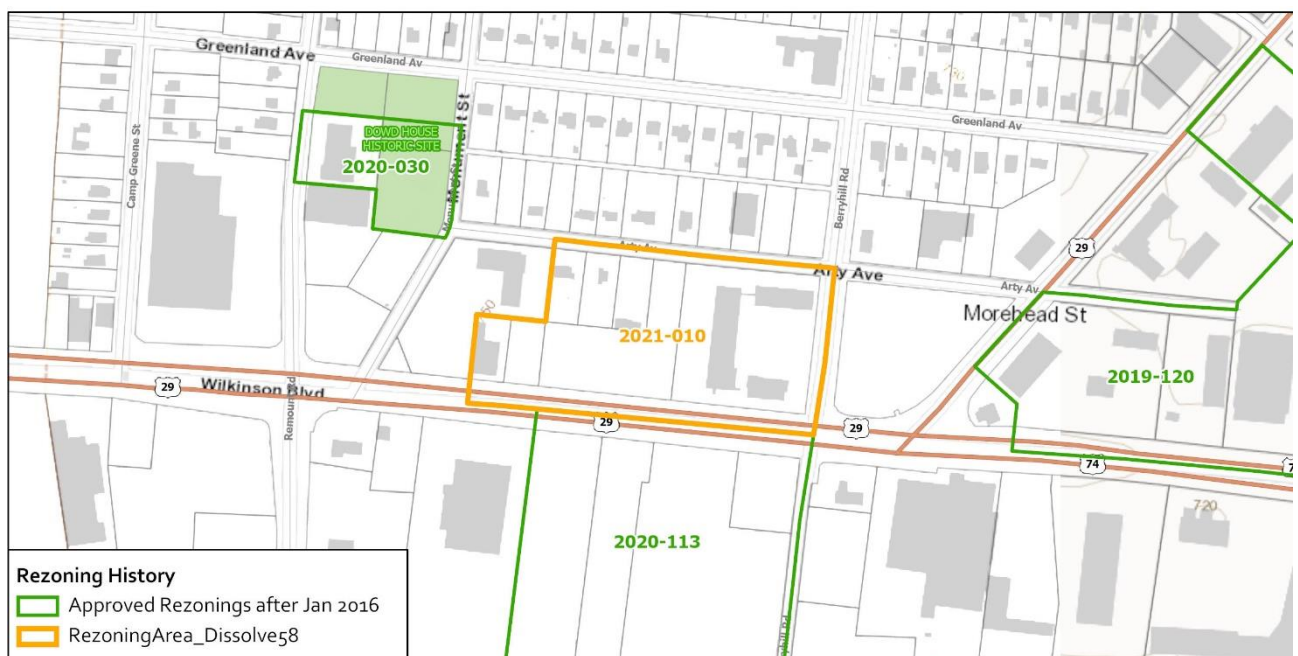 Greenland Ave
Greenland Av
Camp Greene St
DOWD HOUSE
HISTORIC SITE
2020-030
Monument St
Greenland Av
Berryhill Rd
29
Arty Av
Arty Ave
Arty Av
Morehead St
2021-010
2019-120
29
Wilkinson Blvd
Remount Rd
29
29
74
720
2020-113
Rezoning History
Approved Rezonings after Jan 2016
RezoningArea_Dissolve58